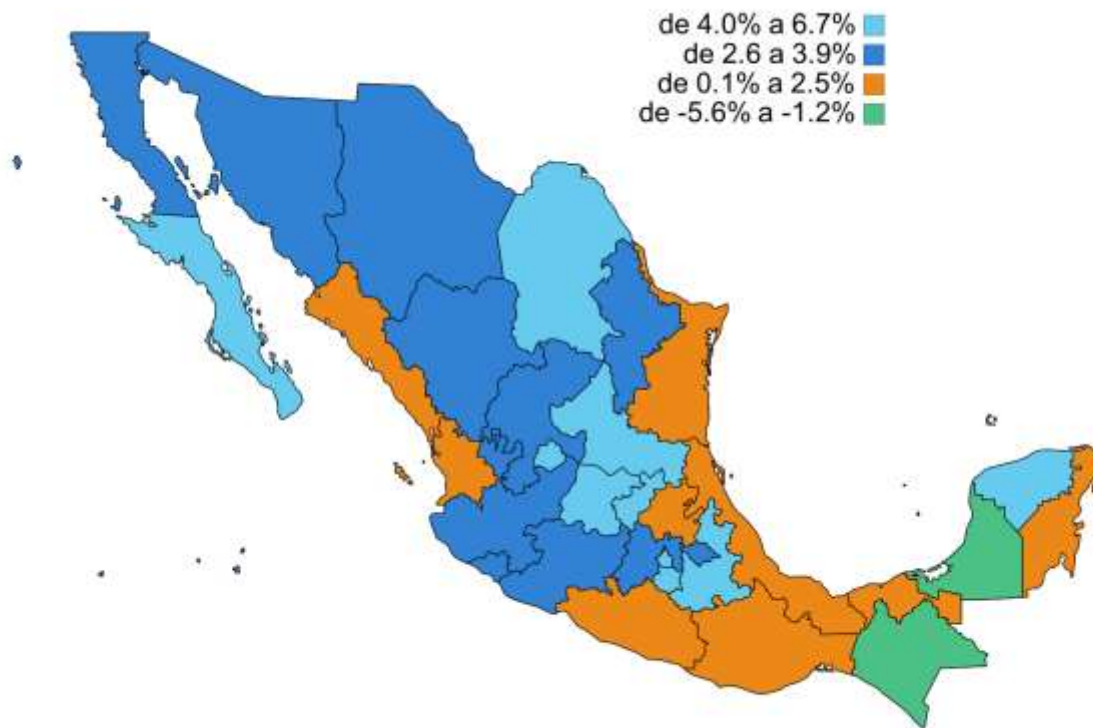 de 4.0% a 6.7%
de 2.6 a 3.9%
de 0.1% a 2.5%
de -5.6% a -1.2%